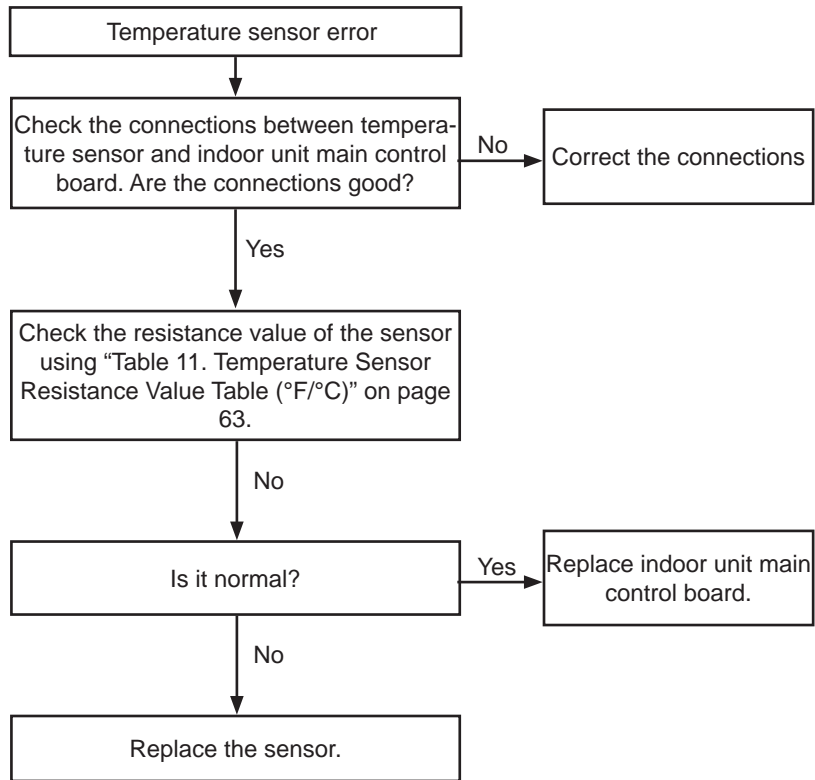 Temperature sensor error
Check the connections between tempera-
ture sensor and indoor unit main control
board. Are the connections good?
No
Correct the connections
Yes
Check the resistance value of the sensor
using “Table 11. Temperature Sensor
Resistance Value Table (°F/°C)” on page
63.
No
Is it normal?
Yes
Replace indoor unit main
control board.
No
Replace the sensor.